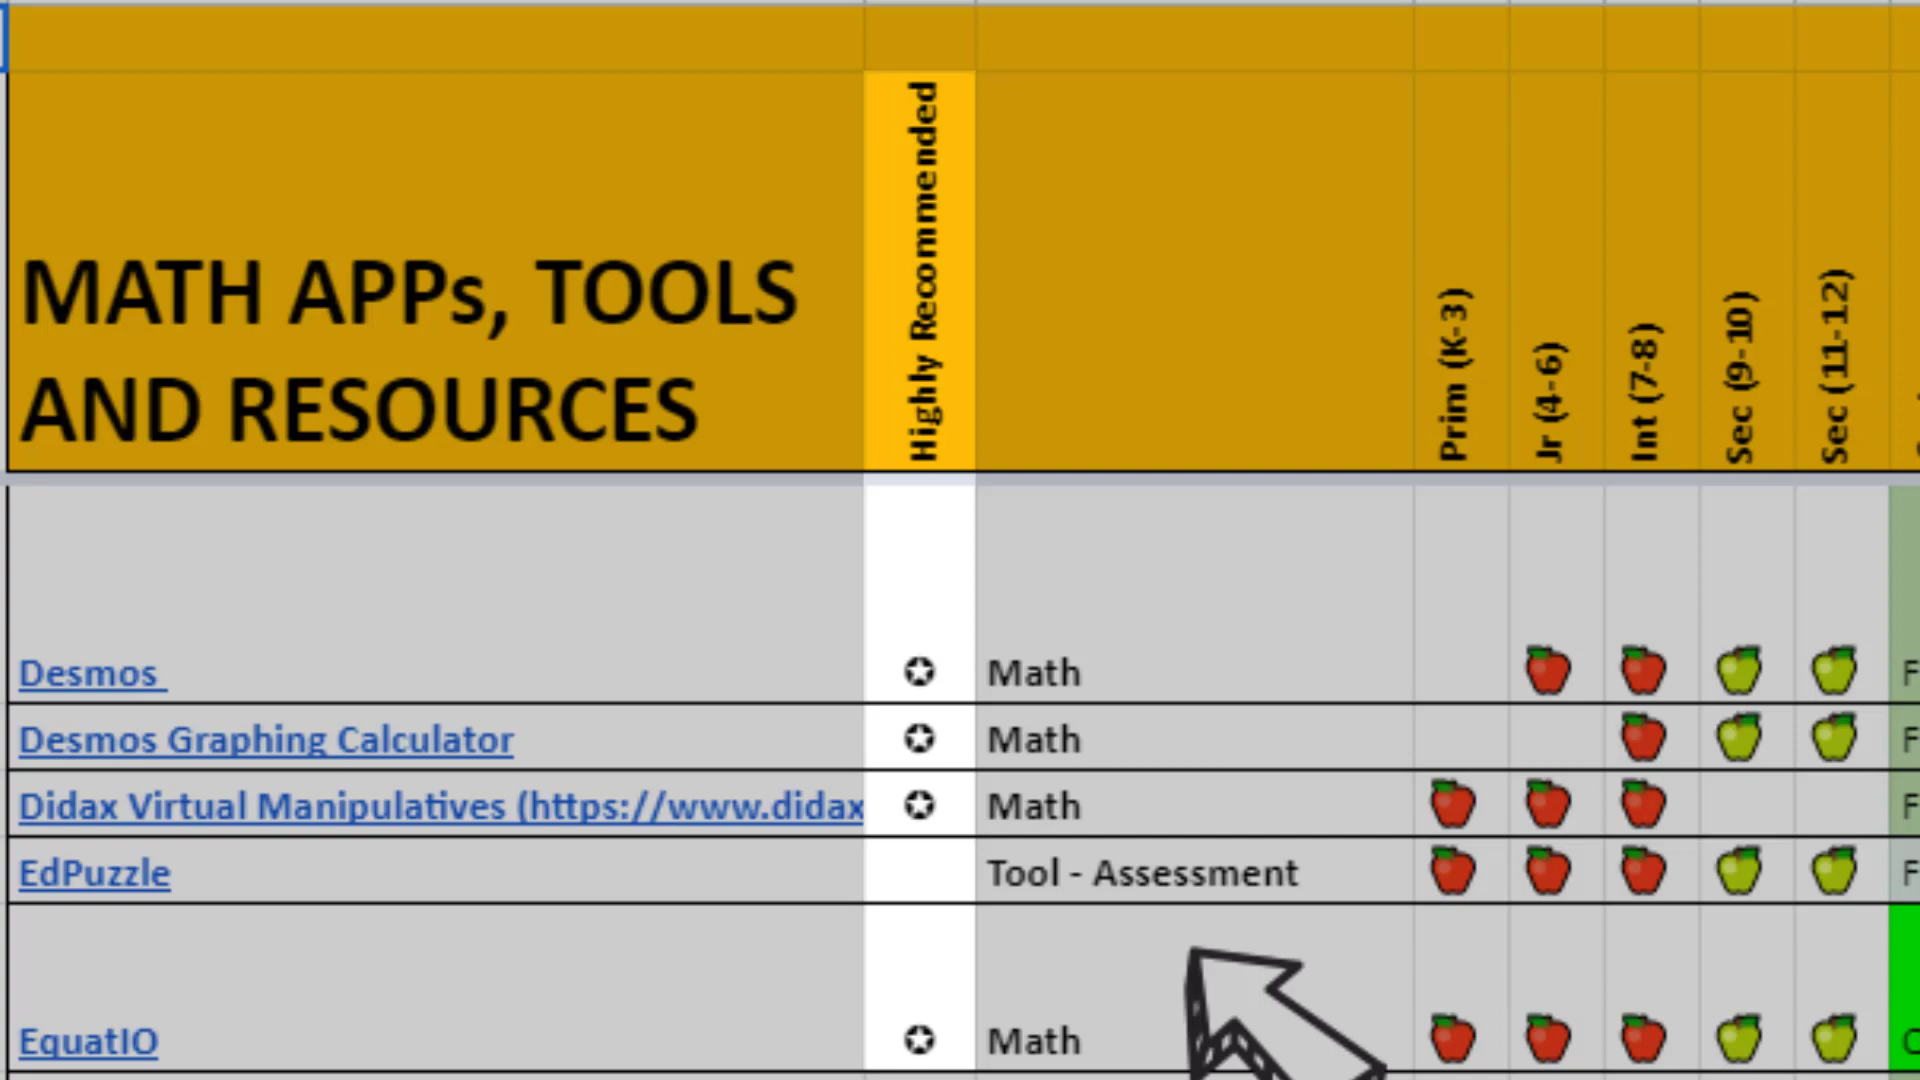 MATH APPs, TOOLS
AND RESOURCES
Highly Recommended
Prim (K-3)
Jr (4-6)
Int (7-8)
Sec (9-10)
Sec (11-12)
Desmos ✪ Math
Desmos Graphing Calculator ✪ Math
Didax Virtual Manipulatives (https://www.didax ✪ Math
EdPuzzle Tool - Assessment
EquatIO ✪ Math